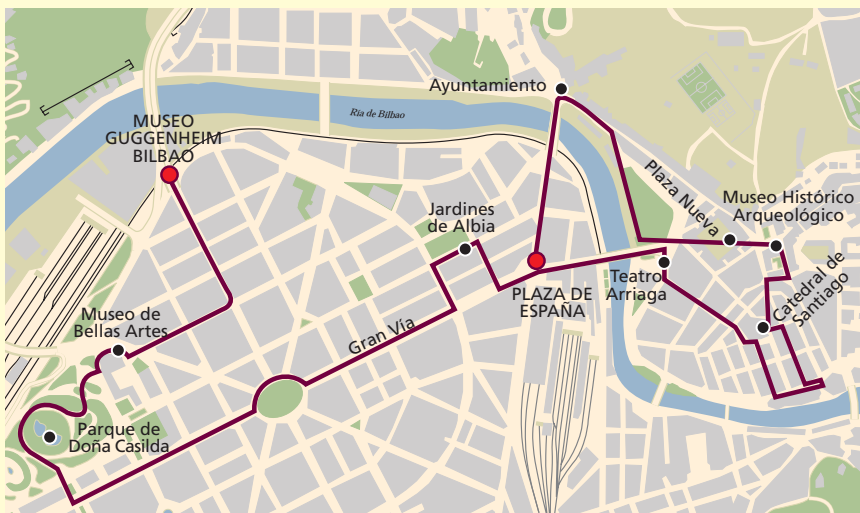 Ayuntamiento
Ría de Bilbao
MUSEO
GUGGENHEIM
BILBAO
Plaza Nueva
Museo Histórico
Arqueológico
Jardines
de Albia
Catedral de
Santiago
Teatro
Arriaga
PLAZA DE
ESPAÑA
Museo de
Bellas Artes
Gran Vía
Parque de
Doña Casilda